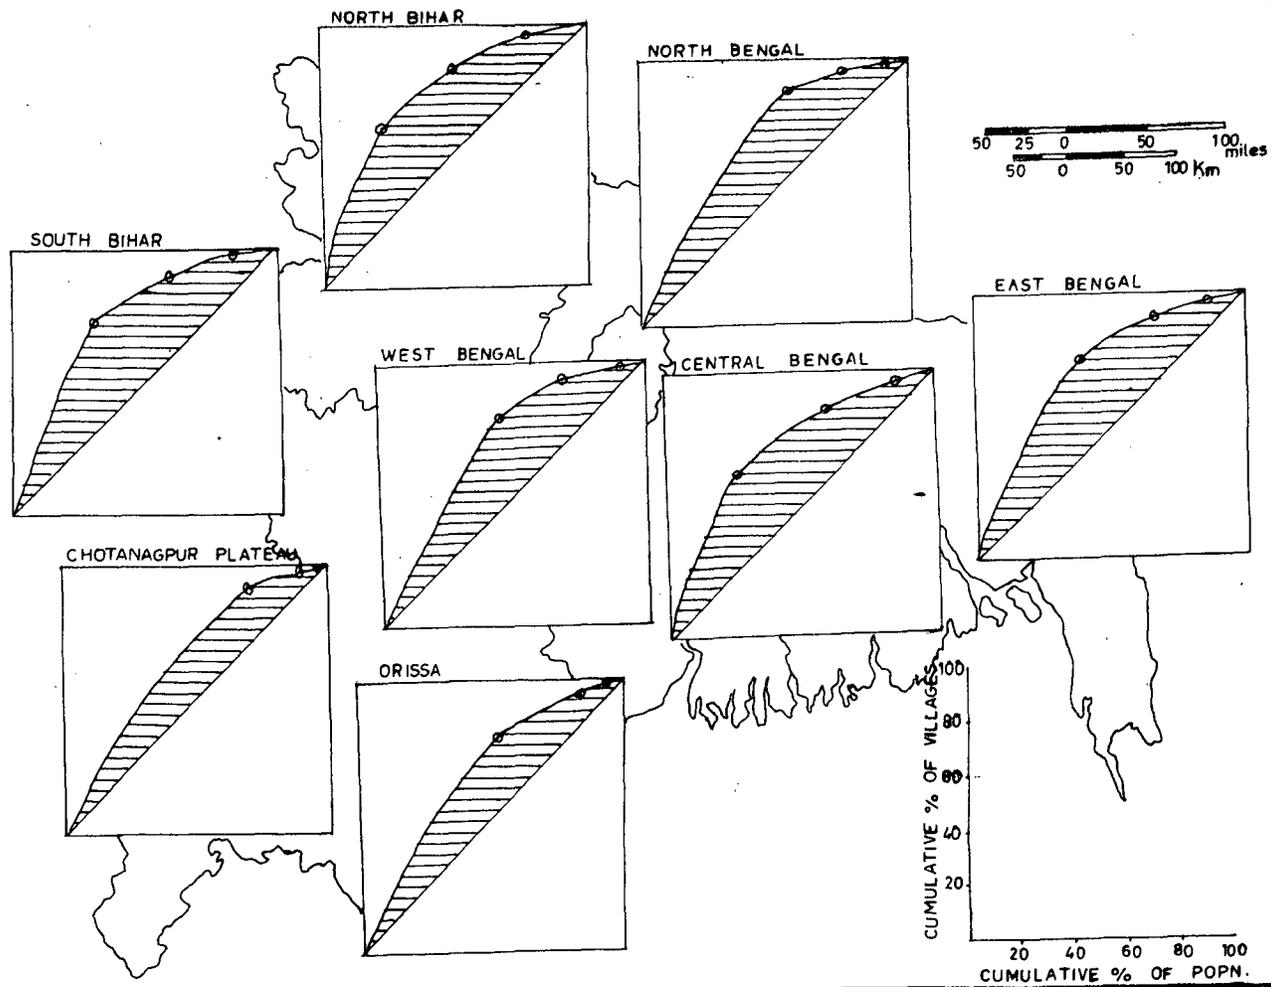 NORTH BIHAR
NORTH BENGAL
50 25 0 50 100 miles
50 0 50 100 Km
SOUTH BIHAR
EAST BENGAL
WEST BENGAL
CENTRAL BENGAL
CHOTANAGPUR PLATEAU
ORISSA
CUMULATIVE % OF VILLAGES
100
80
60
40
20
20 40 60 80 100
CUMULATIVE % OF POPN.